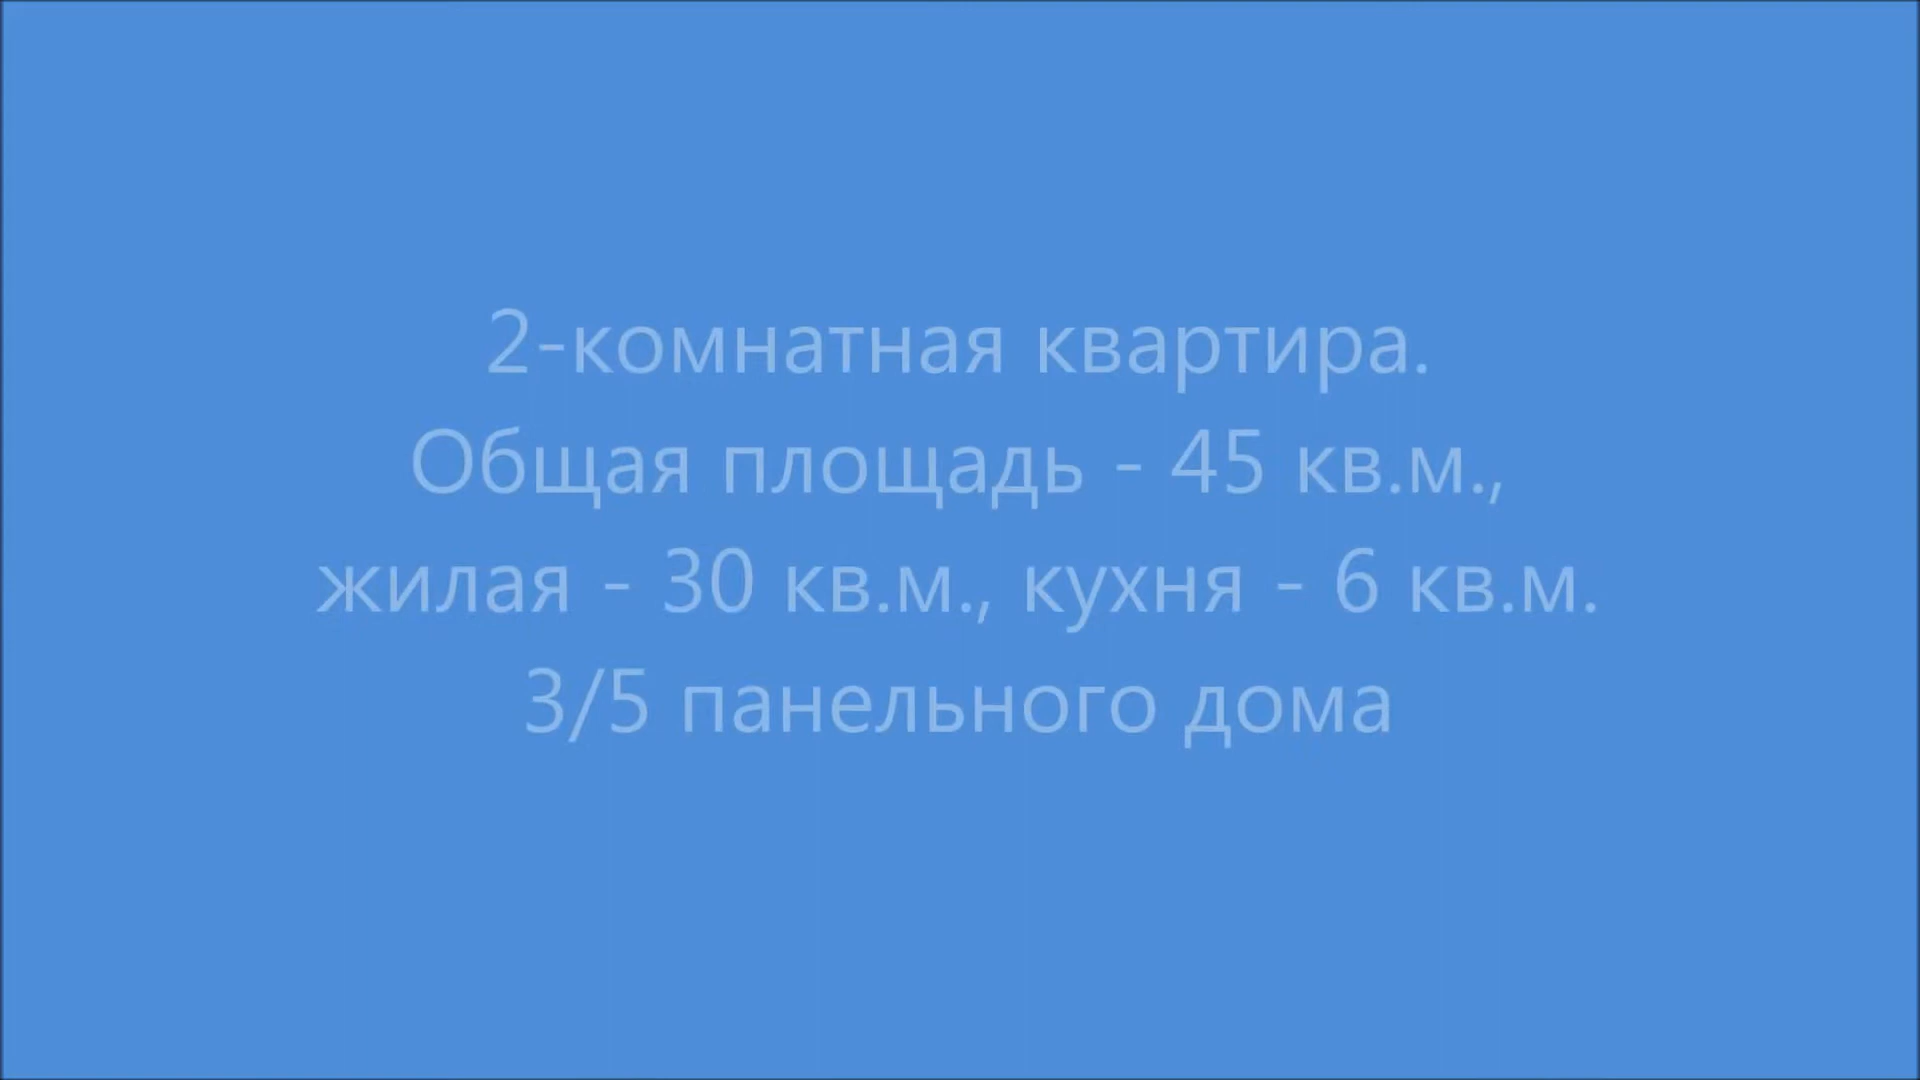 2-комнатная квартира.
Общая площадь - 45 кв.м.,
жилая - 30 кв.м., кухня - 6 кв.м.
3/5 панельного дома